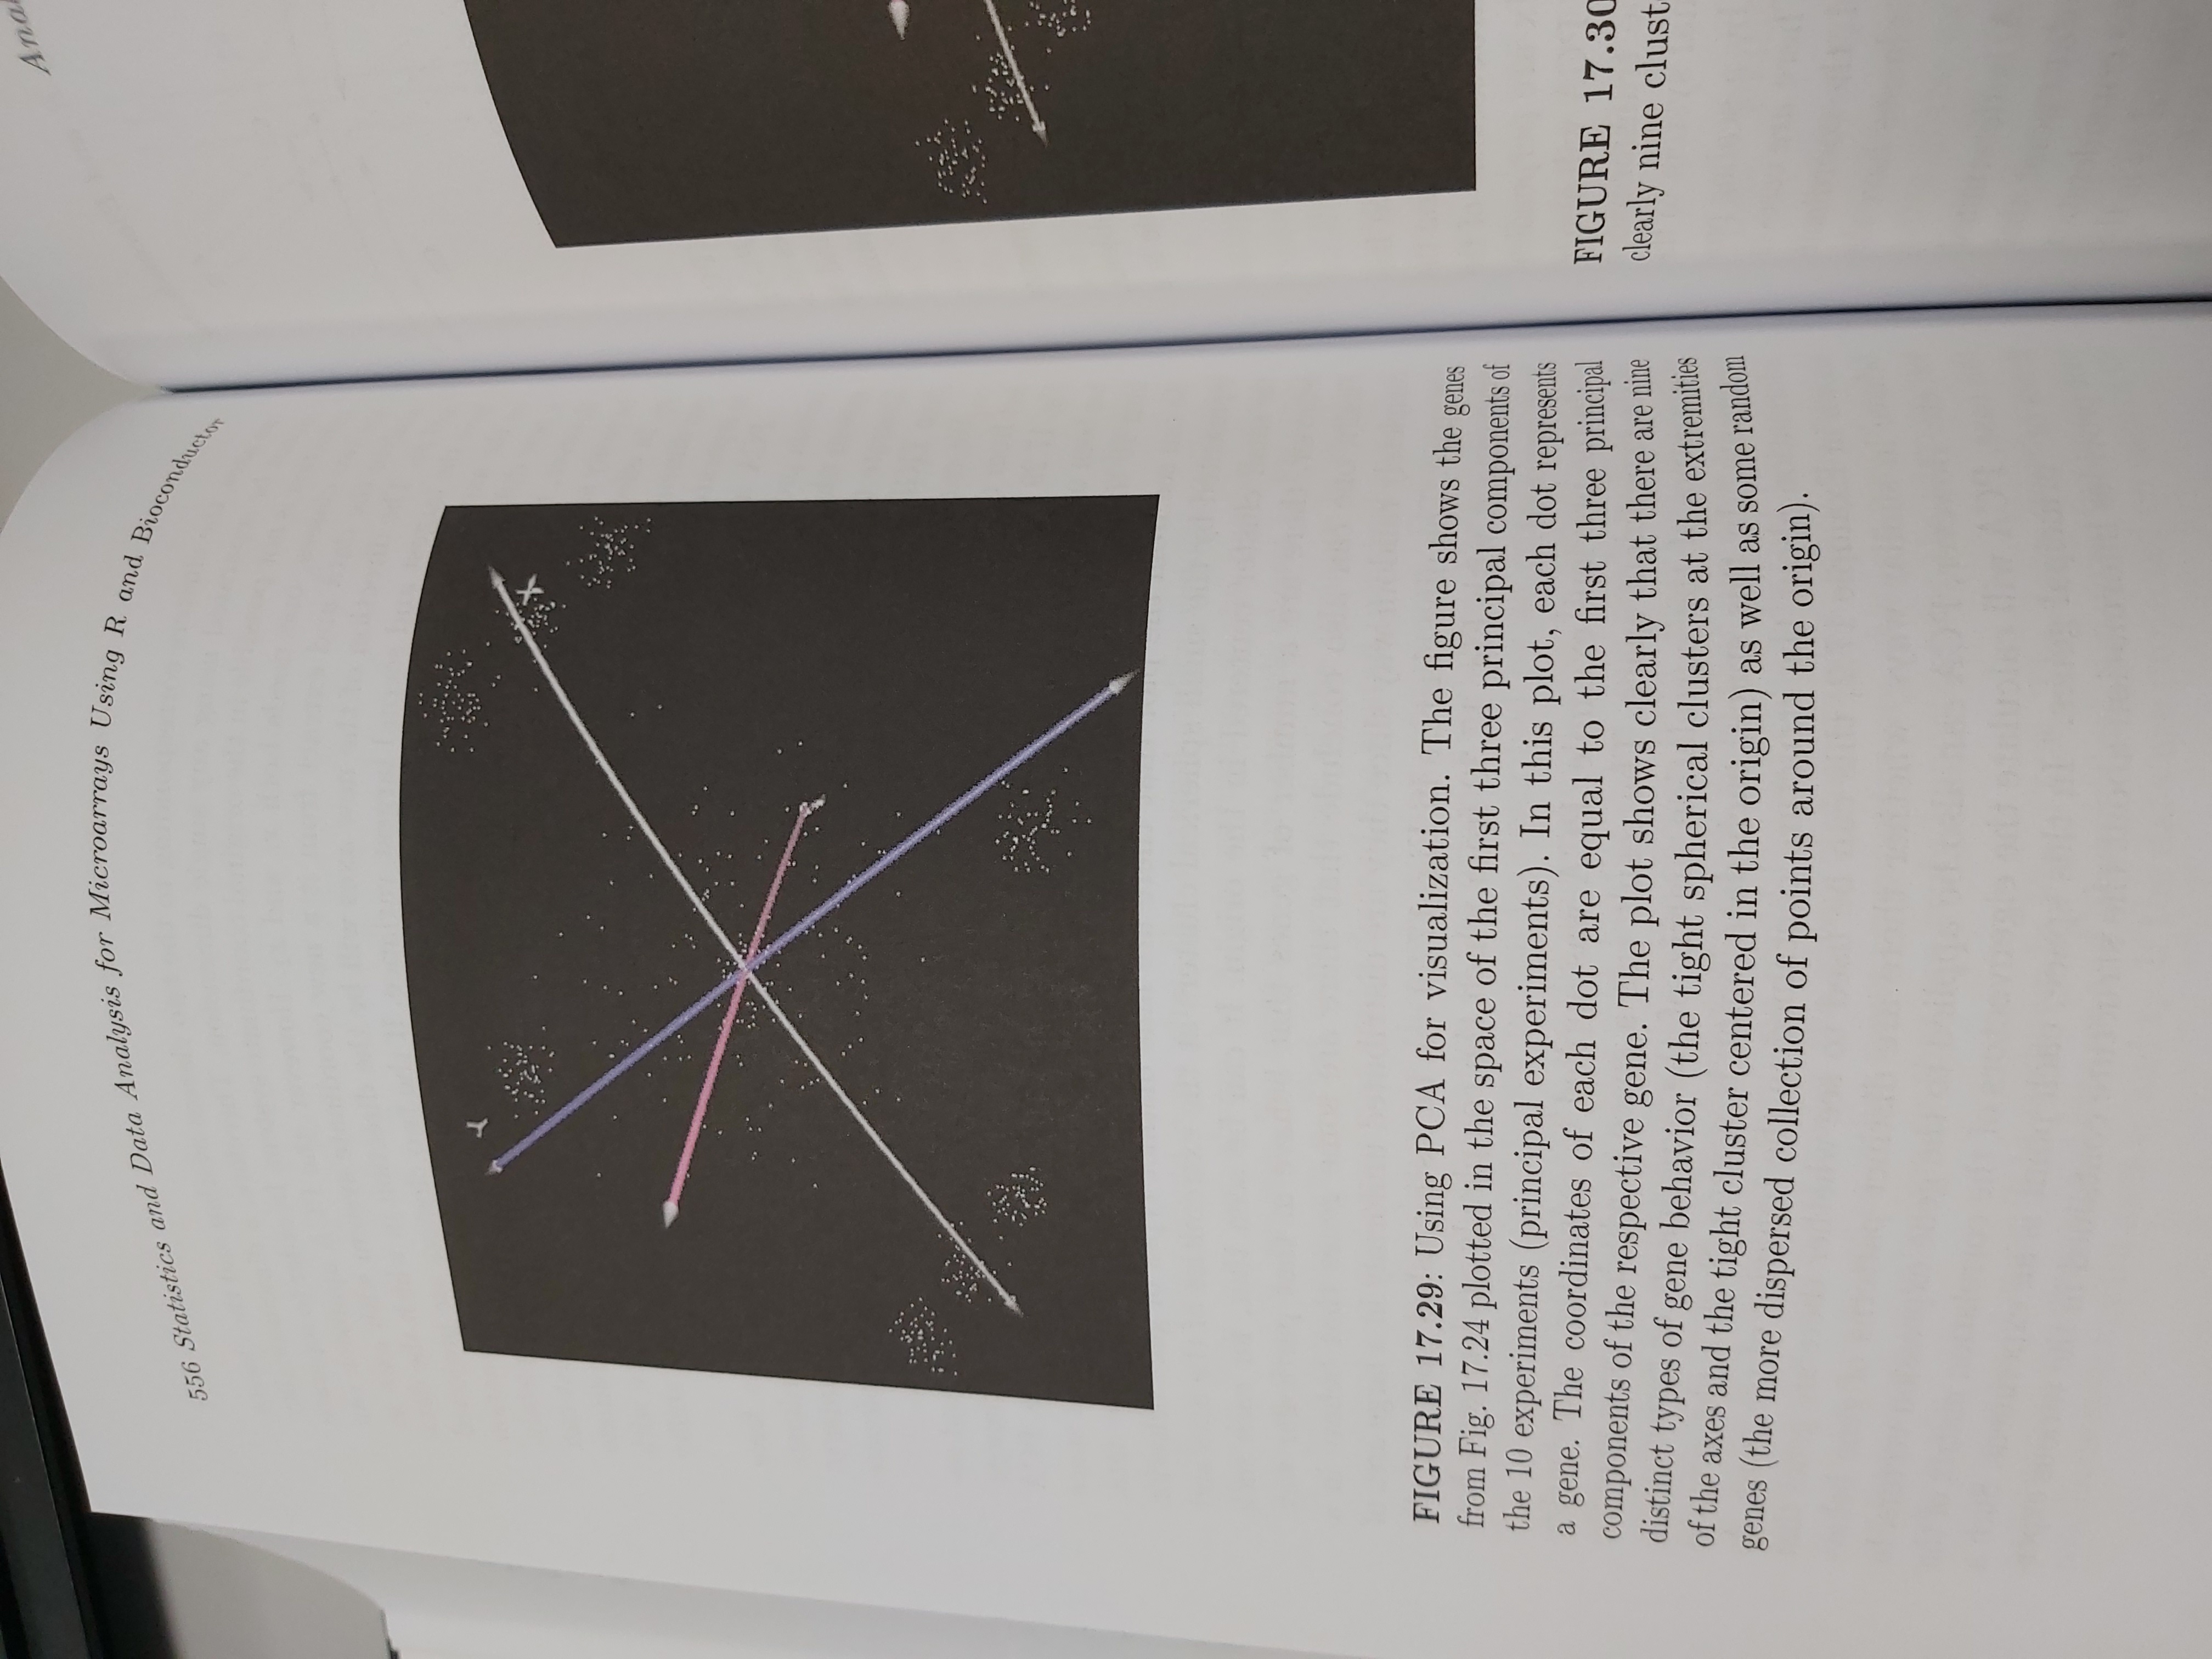 556 Statistics and Data Analysis for Microarrays Using R and Bioconductor
Y
X
FIGURE 17.29: Using PCA for visualization. The figure shows the genes
from Fig. 17.24 plotted in the space of the first three principal components of
the 10 experiments (principal experiments). In this plot, each dot represents
a gene. The coordinates of each dot are equal to the first three principal
components of the respective gene. The plot shows clearly that there are nine
distinct types of gene behavior (the tight spherical clusters at the extremities
of the axes and the tight cluster centered in the origin) as well as some random
genes (the more dispersed collection of points around the origin).
FIGURE 17.30
clearly nine clust